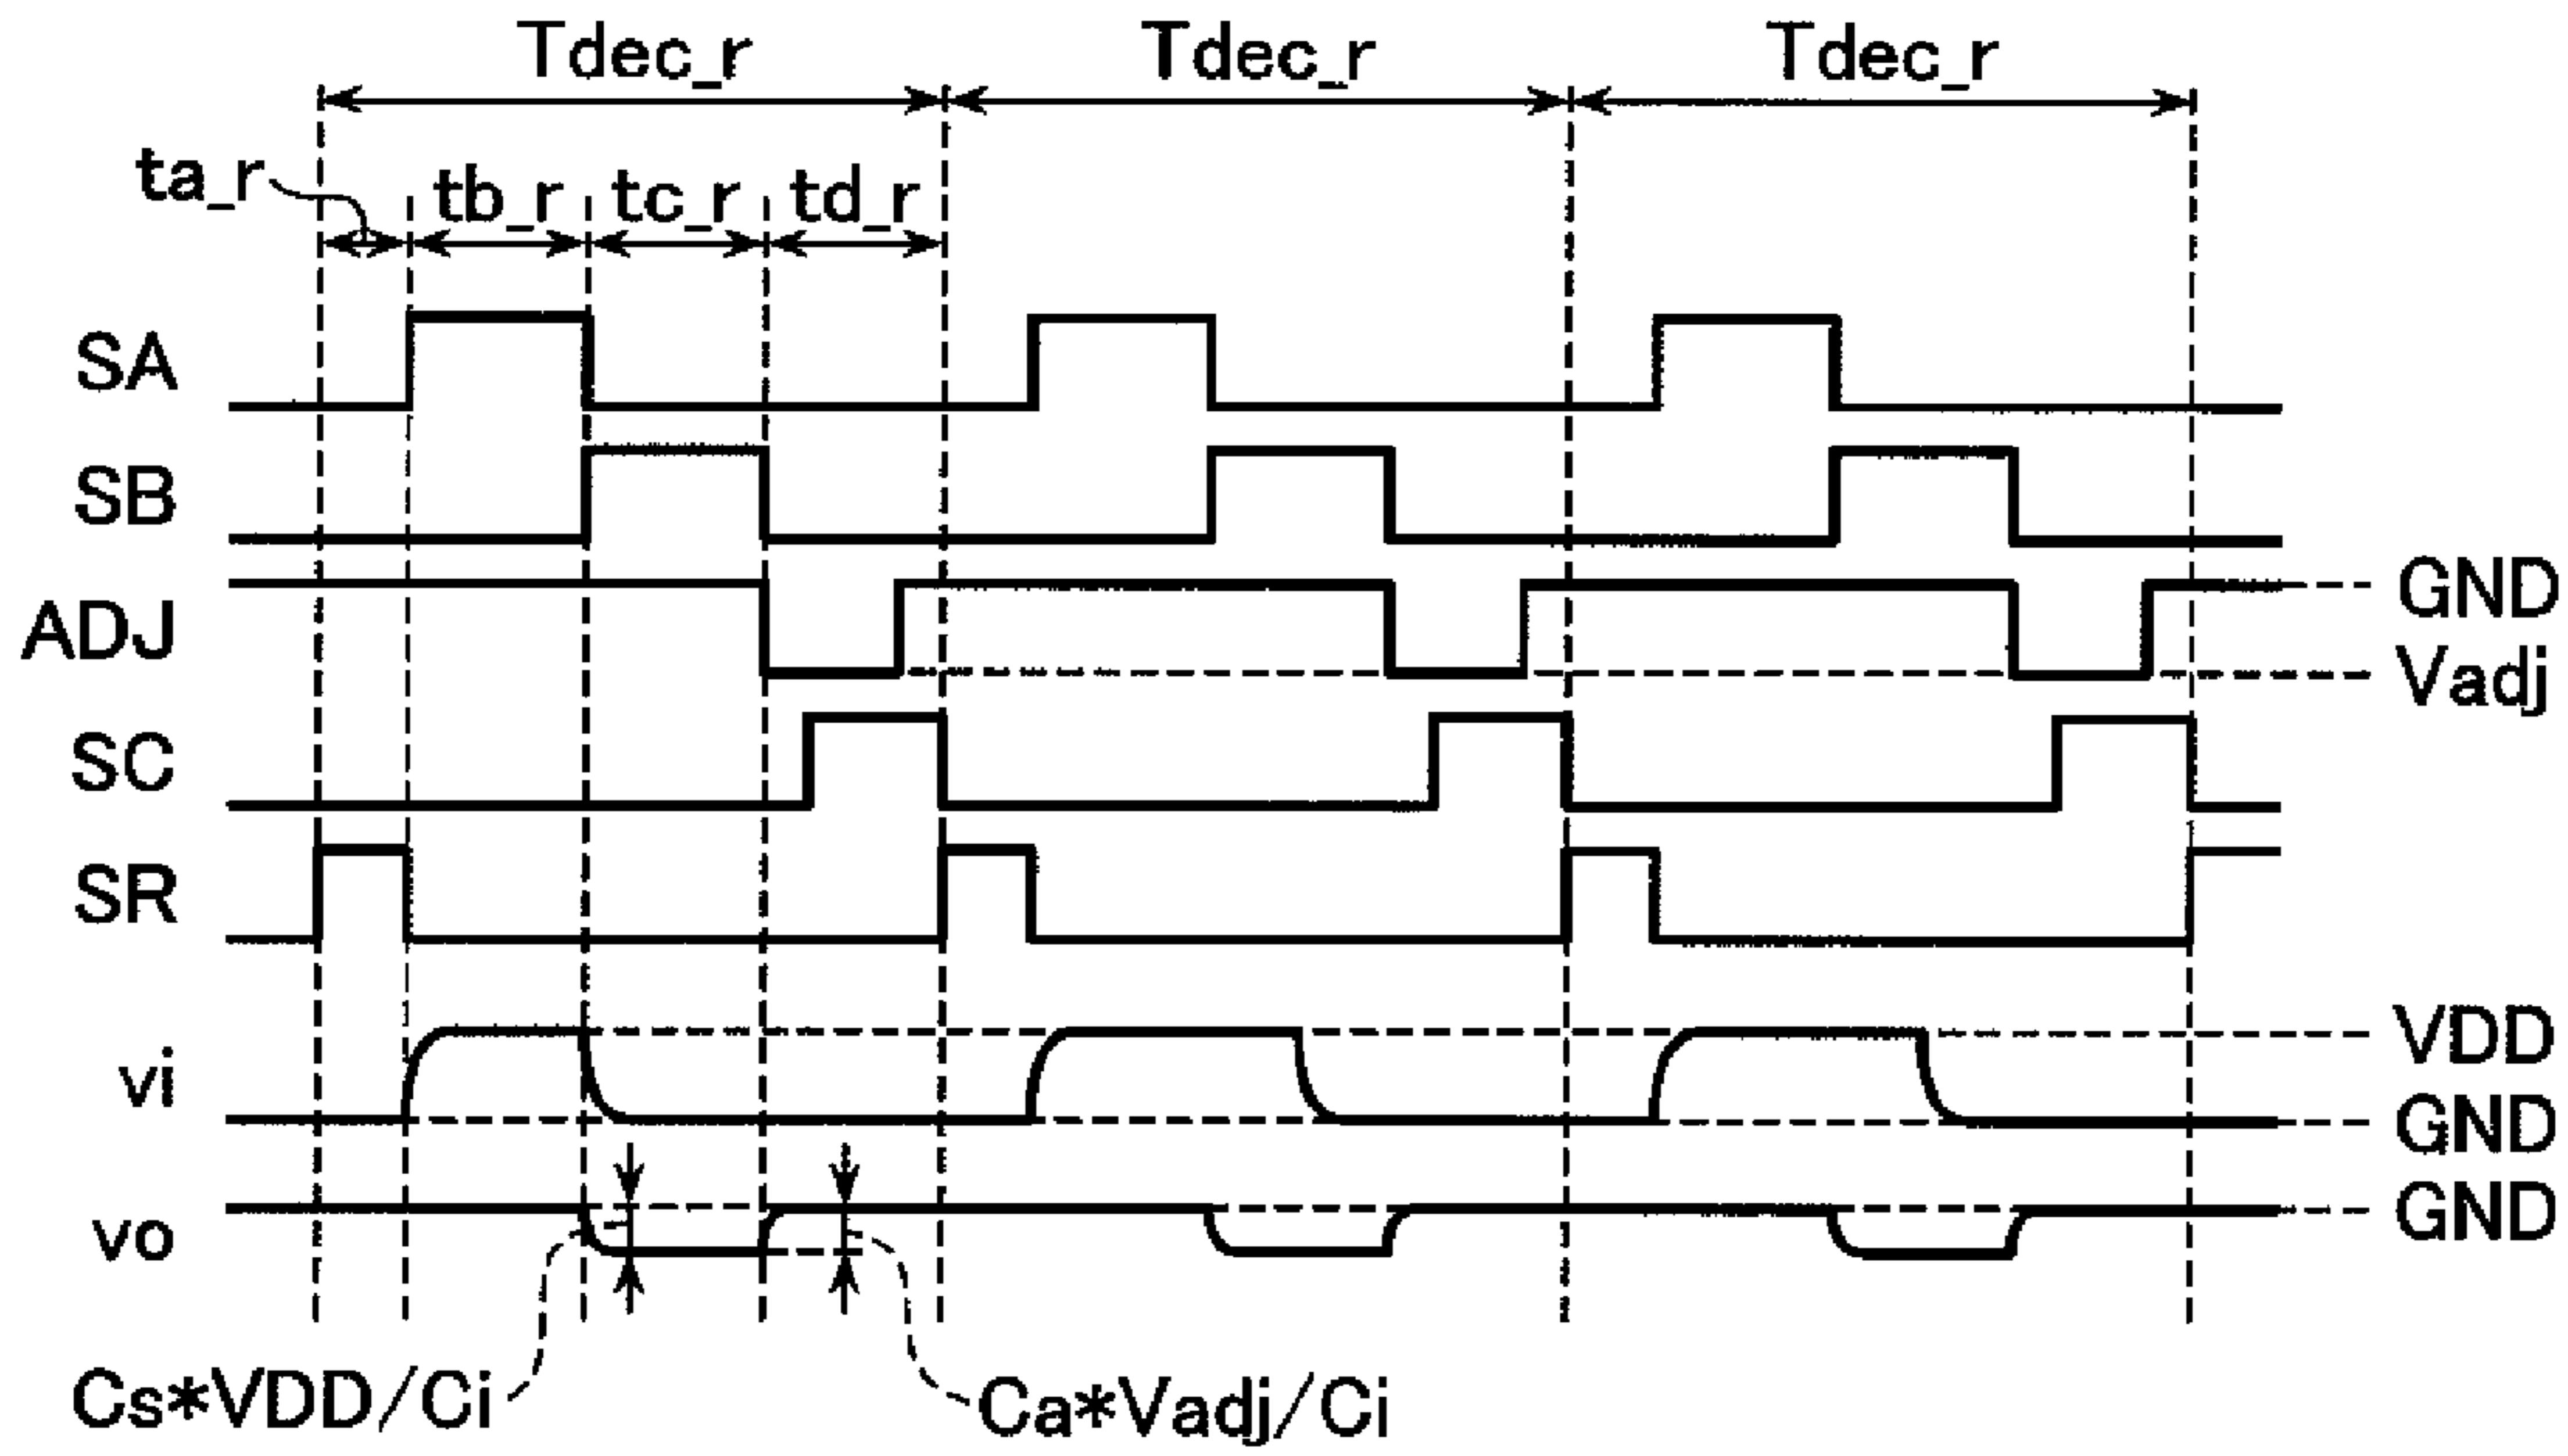 Tdec_r Tdec_r Tdec_r
ta_r tb_r tc_r td_r
SA
SB
ADJ
GND
Vadj
SC
SR
vi
VDD
GND
vo
GND
Cs*VDD/Ci
Ca*Vadj/Ci